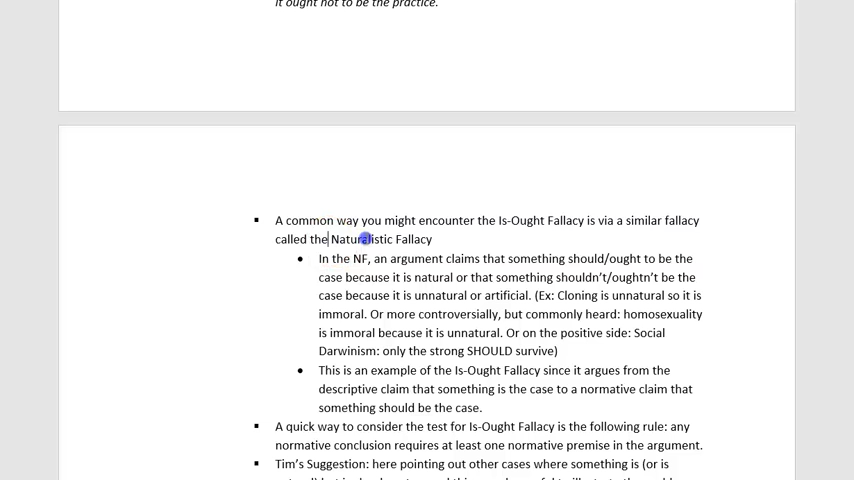 it ought not to be the practice.
▪ A common way you might encounter the Is-Ought Fallacy is via a similar fallacy
called the Naturalistic Fallacy
• In the NF, an argument claims that something should/ought to be the
case because it is natural or that something shouldn't/oughtn't be the
case because it is unnatural or artificial. (Ex: Cloning is unnatural so it is
immoral. Or more controversially, but commonly heard: homosexuality
is immoral because it is unnatural. Or on the positive side: Social
Darwinism: only the strong SHOULD survive)
• This is an example of the Is-Ought Fallacy since it argues from the
descriptive claim that something is the case to a normative claim that
something should be the case.
▪ A quick way to consider the test for Is-Ought Fallacy is the following rule: any
normative conclusion requires at least one normative premise in the argument.
▪ Tim's Suggestion: here pointing out other cases where something is (or is